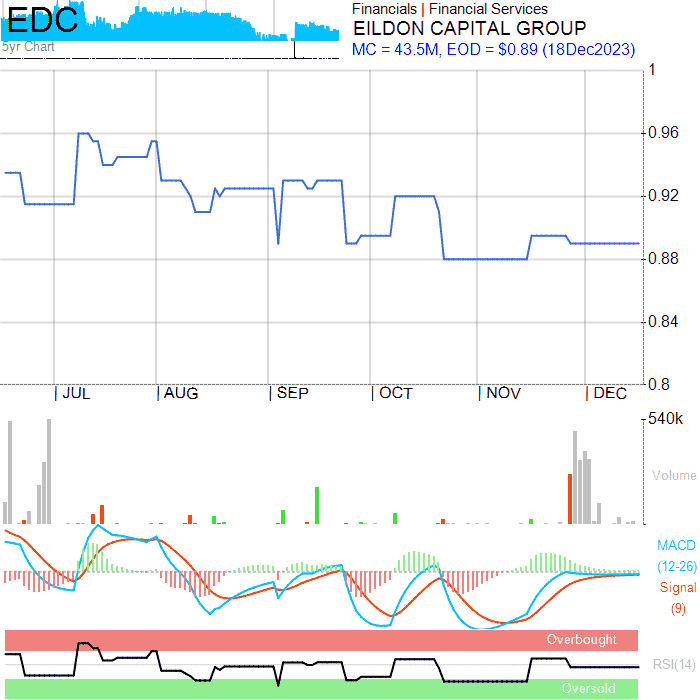 EDC
5yr Chart
Financials | Financial Services
EILDON CAPITAL GROUP
MC = 43.5M, EOD = $0.89 (18Dec2023)
1
0.96
0.92
0.88
0.84
0.8
JUL AUG SEP OCT NOV DEC
540k
Volume
MACD
(12-26)
Signal
(9)
Overbought
RSI(14)
Oversold